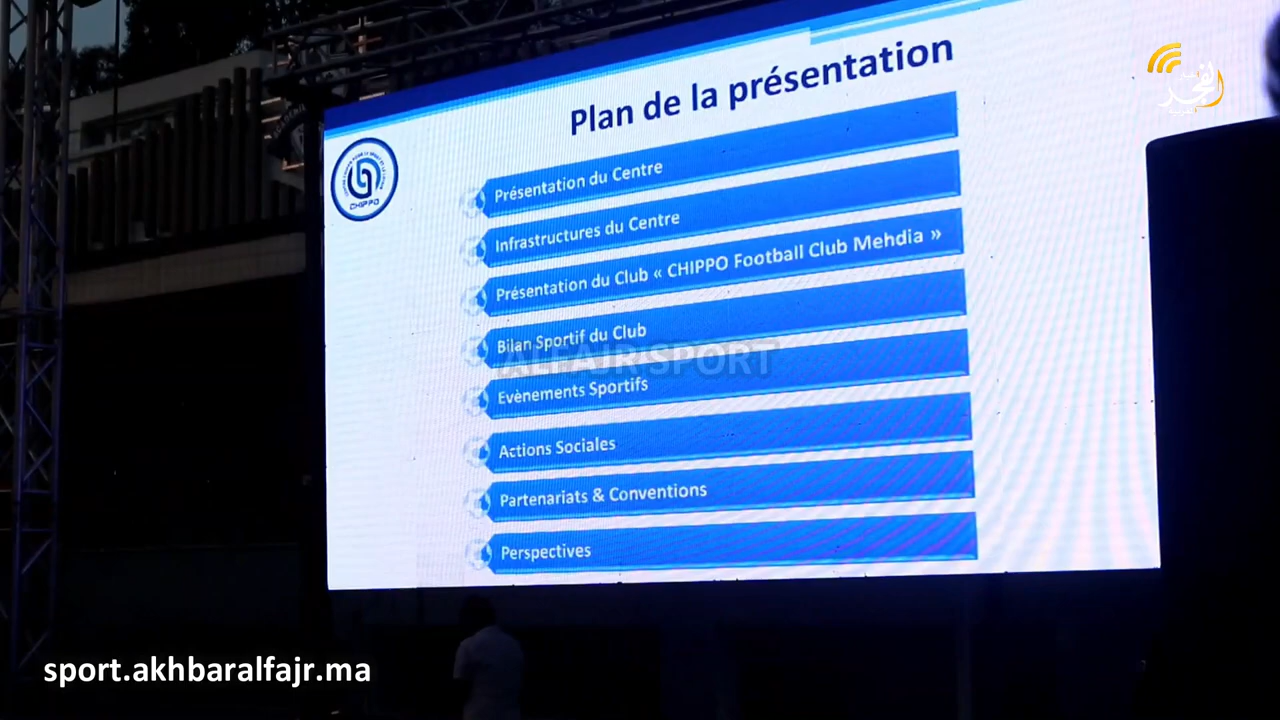 Plan de la présentation
CHIPPO
Présentation du Centre
Infrastructures du Centre
Présentation du Club « CHIPPO Football Club Mehdia »
Bilan Sportif du Club
ALFAJR SPORT
Evènements Sportifs
Actions Sociales
Partenariats & Conventions
Perspectives
sport.akhbaralfajr.ma